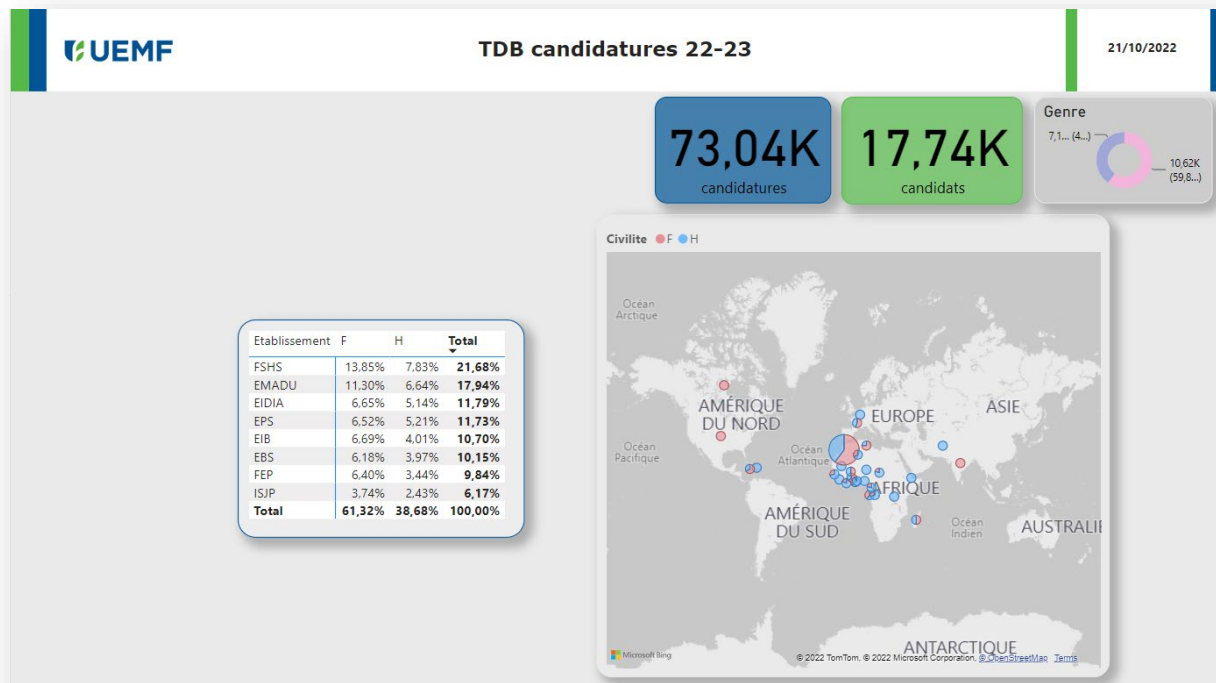 UEMF
TDB candidatures 22-23
21/10/2022
73,04K
candidatures
17,74K
candidats
Genre
7,1... (4...)
10,62K
(59,8...)
Civilite F H
Océan
Arctique
AMÉRIQUE
DU NORD
EUROPE
ASIE
Océan
Pacifique
Océan
Atlantique
AFRIQUE
AMÉRIQUE
DU SUD
Océan
Indien
AUSTRALIE
ANTARCTIQUE
Microsoft Bing
© 2022 TomTom, © 2022 Microsoft Corporation, © OpenStreetMap Terms
Etablissement F H Total
FSHS 13,85% 7,83% 21,68%
EMADU 11,30% 6,64% 17,94%
EIDIA 6,65% 5,14% 11,79%
EPS 6,52% 5,21% 11,73%
EIB 6,69% 4,01% 10,70%
EBS 6,18% 3,97% 10,15%
FEP 6,40% 3,44% 9,84%
ISJP 3,74% 2,43% 6,17%
Total 61,32% 38,68% 100,00%